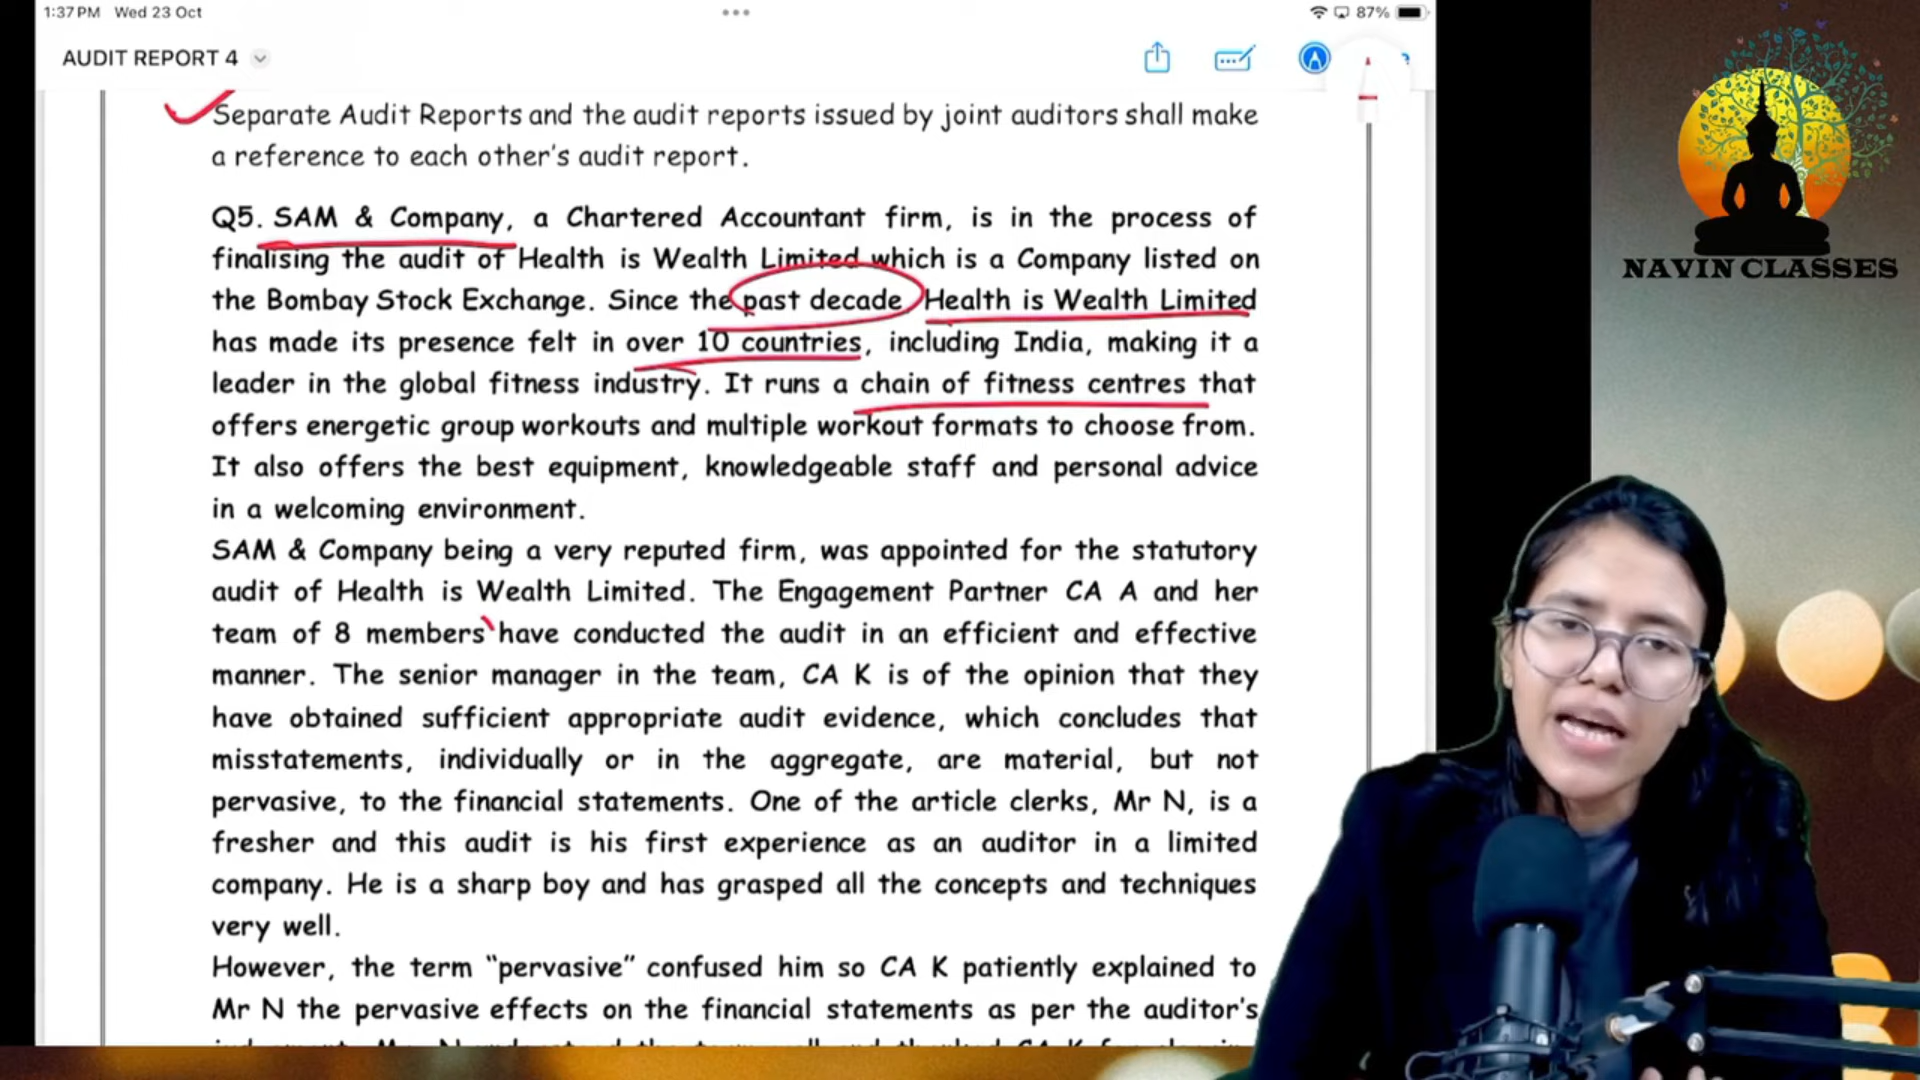 1:37 PM Wed 23 Oct
87%
AUDIT REPORT 4
Separate Audit Reports and the audit reports issued by joint auditors shall make
a reference to each other's audit report.
Q5. SAM & Company, a Chartered Accountant firm, is in the process of
finalising the audit of Health is Wealth Limited which is a Company listed on
the Bombay Stock Exchange. Since the past decade Health is Wealth Limited
has made its presence felt in over 10 countries, including India, making it a
leader in the global fitness industry. It runs a chain of fitness centres that
offers energetic group workouts and multiple workout formats to choose from.
It also offers the best equipment, knowledgeable staff and personal advice
in a welcoming environment.
SAM & Company being a very reputed firm, was appointed for the statutory
audit of Health is Wealth Limited. The Engagement Partner CA A and her
team of 8 members have conducted the audit in an efficient and effective
manner. The senior manager in the team, CA K is of the opinion that they
have obtained sufficient appropriate audit evidence, which concludes that
misstatements, individually or in the aggregate, are material, but not
pervasive, to the financial statements. One of the article clerks, Mr N, is a
fresher and this audit is his first experience as an auditor in a limited
company. He is a sharp boy and has grasped all the concepts and techniques
very well.
However, the term “pervasive” confused him so CA K patiently explained to
Mr N the pervasive effects on the financial statements as per the auditor's
NAVIN CLASSES